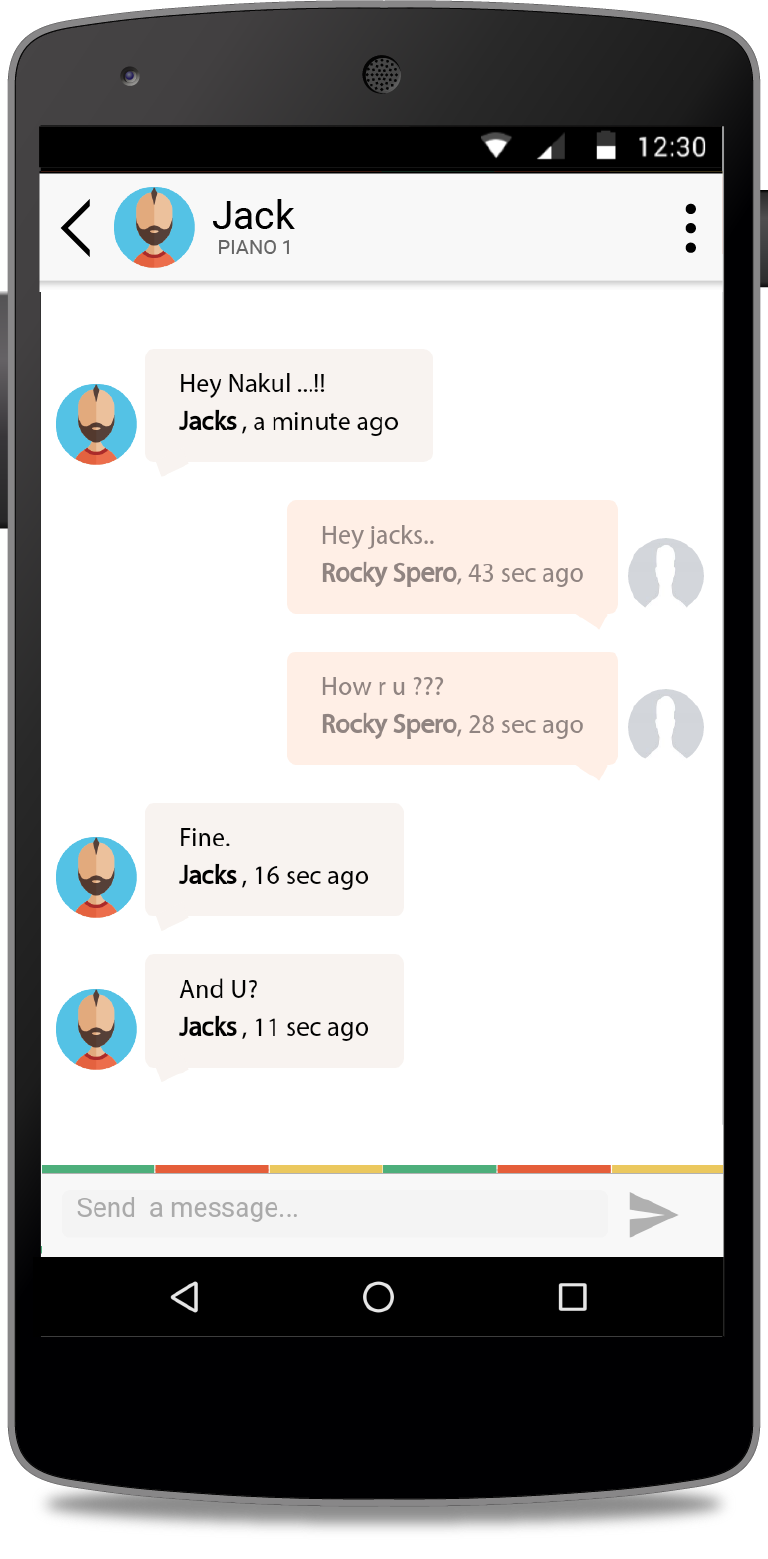 12:30
Jack
PIANO 1
Hey Nakul ...!!
Jacks , a minute ago
Hey jacks..
Rocky Spero, 43 sec ago
How r u ???
Rocky Spero, 28 sec ago
Fine.
Jacks , 16 sec ago
And U?
Jacks , 11 sec ago
Send a message...